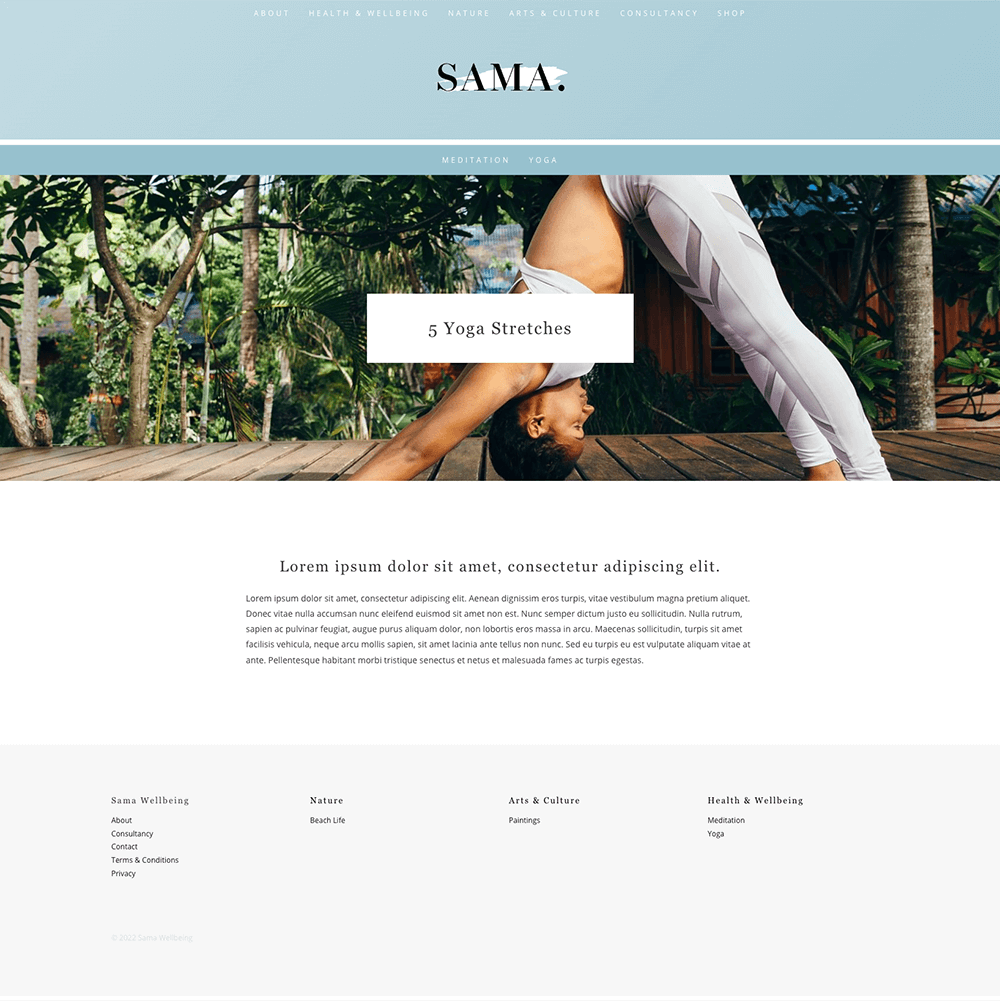 ABOUT HEALTH & WELLBEING NATURE ARTS & CULTURE CONSULTANCY SHOP
SAMA.
MEDITATION YOGA
5 Yoga Stretches
Lorem ipsum dolor sit amet, consectetur adipiscing elit.
Lorem ipsum dolor sit amet, consectetur adipiscing elit. Aenean dignissim eros turpis, vitae vestibulum magna pretium aliquet.
Donec vitae nulla accumsan nunc eleifend euismod sit amet non est. Nunc semper dictum justo eu sollicitudin. Nulla rutrum,
sapien ac pulvinar feugiat, augue purus aliquam dolor, non lobortis eros massa in arcu. Maecenas sollicitudin, turpis sit amet
facilisis vehicula, neque arcu mollis sapien, sit amet lacinia ante tellus non nunc. Sed eu turpis eu est vulputate aliquam vitae at
ante. Pellentesque habitant morbi tristique senectus et netus et malesuada fames ac turpis egestas.
Sama Wellbeing
About
Consultancy
Contact
Terms & Conditions
Privacy
Nature
Beach Life
Arts & Culture
Paintings
Health & Wellbeing
Meditation
Yoga
© 2022 Sama Wellbeing